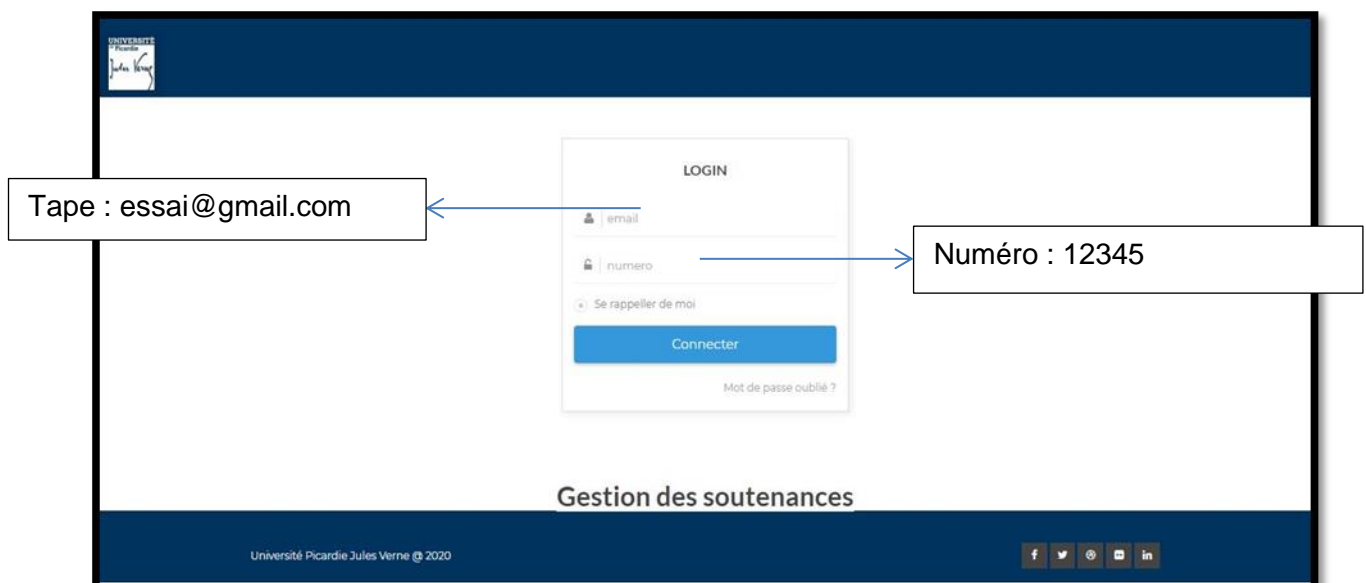 UNIVERSITÉ
de Picardie
Jules Verne
LOGIN
Tape : essai@gmail.com
email
Numéro : 12345
numero
Se rappeller de moi
Connecter
Mot de passe oublié ?
Gestion des soutenances
Université Picardie Jules Verne @ 2020